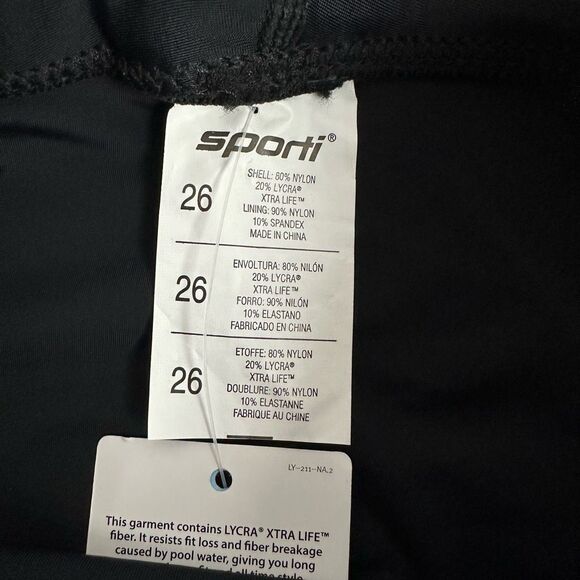 sporti®
26
SHELL: 80% NYLON
20% LYCRA®
XTRA LIFE™
LINING: 90% NYLON
10% SPANDEX
MADE IN CHINA
26
ENVOLTURA: 80% NILÓN
20% LYCRA®
XTRA LIFE™
FORRO: 90% NILÓN
10% ELASTANO
FABRICADO EN CHINA
26
ETOFFE: 80% NYLON
20% LYCRA®
XTRA LIFE™
DOUBLURE: 90% NYLON
10% ELASTANNE
FABRIQUE AU CHINE
LY-211-NA.2
This garment contains LYCRA® XTRA LIFE™
fiber. It resists fit loss and fiber breakage
caused by pool water, giving you long
time style